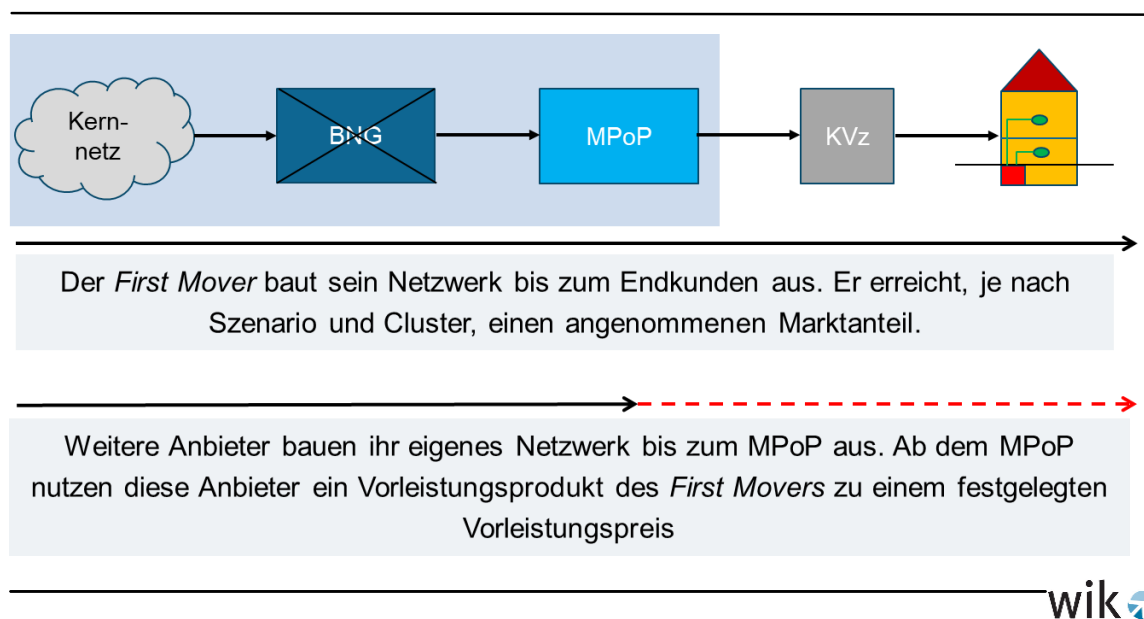 Kern-
netz
BNG
MPoP
KVz
Der First Mover baut sein Netzwerk bis zum Endkunden aus. Er erreicht, je nach
Szenario und Cluster, einen angenommenen Marktanteil.
Weitere Anbieter bauen ihr eigenes Netzwerk bis zum MPoP aus. Ab dem MPoP
nutzen diese Anbieter ein Vorleistungsprodukt des First Movers zu einem festgelegten
Vorleistungspreis
wik